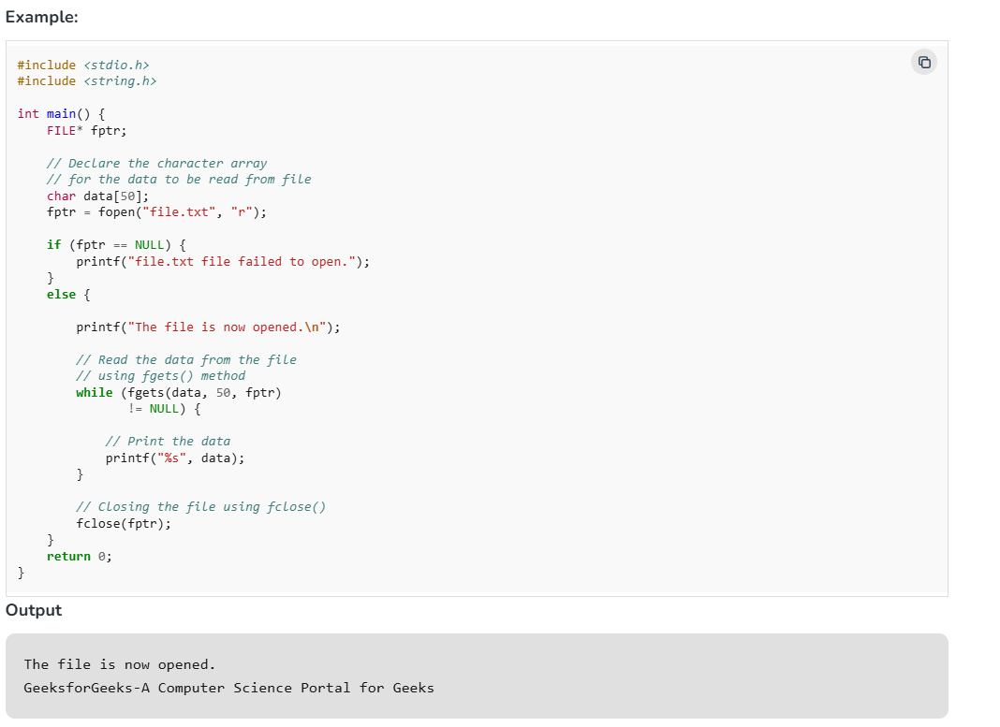 Example:
#include <stdio.h>
#include <string.h>
int main() {
    FILE* fptr;
    // Declare the character array
    // for the data to be read from file
    char data[50];
    fptr = fopen("file.txt", "r");
    if (fptr == NULL) {
        printf("file.txt file failed to open.");
    }
    else {
        printf("The file is now opened.\n");
        // Read the data from the file
        // using fgets() method
        while (fgets(data, 50, fptr)
               != NULL) {
            // Print the data
            printf("%s", data);
        }
        // Closing the file using fclose()
        fclose(fptr);
    }
    return 0;
}
Output
The file is now opened.
GeeksforGeeks-A Computer Science Portal for Geeks